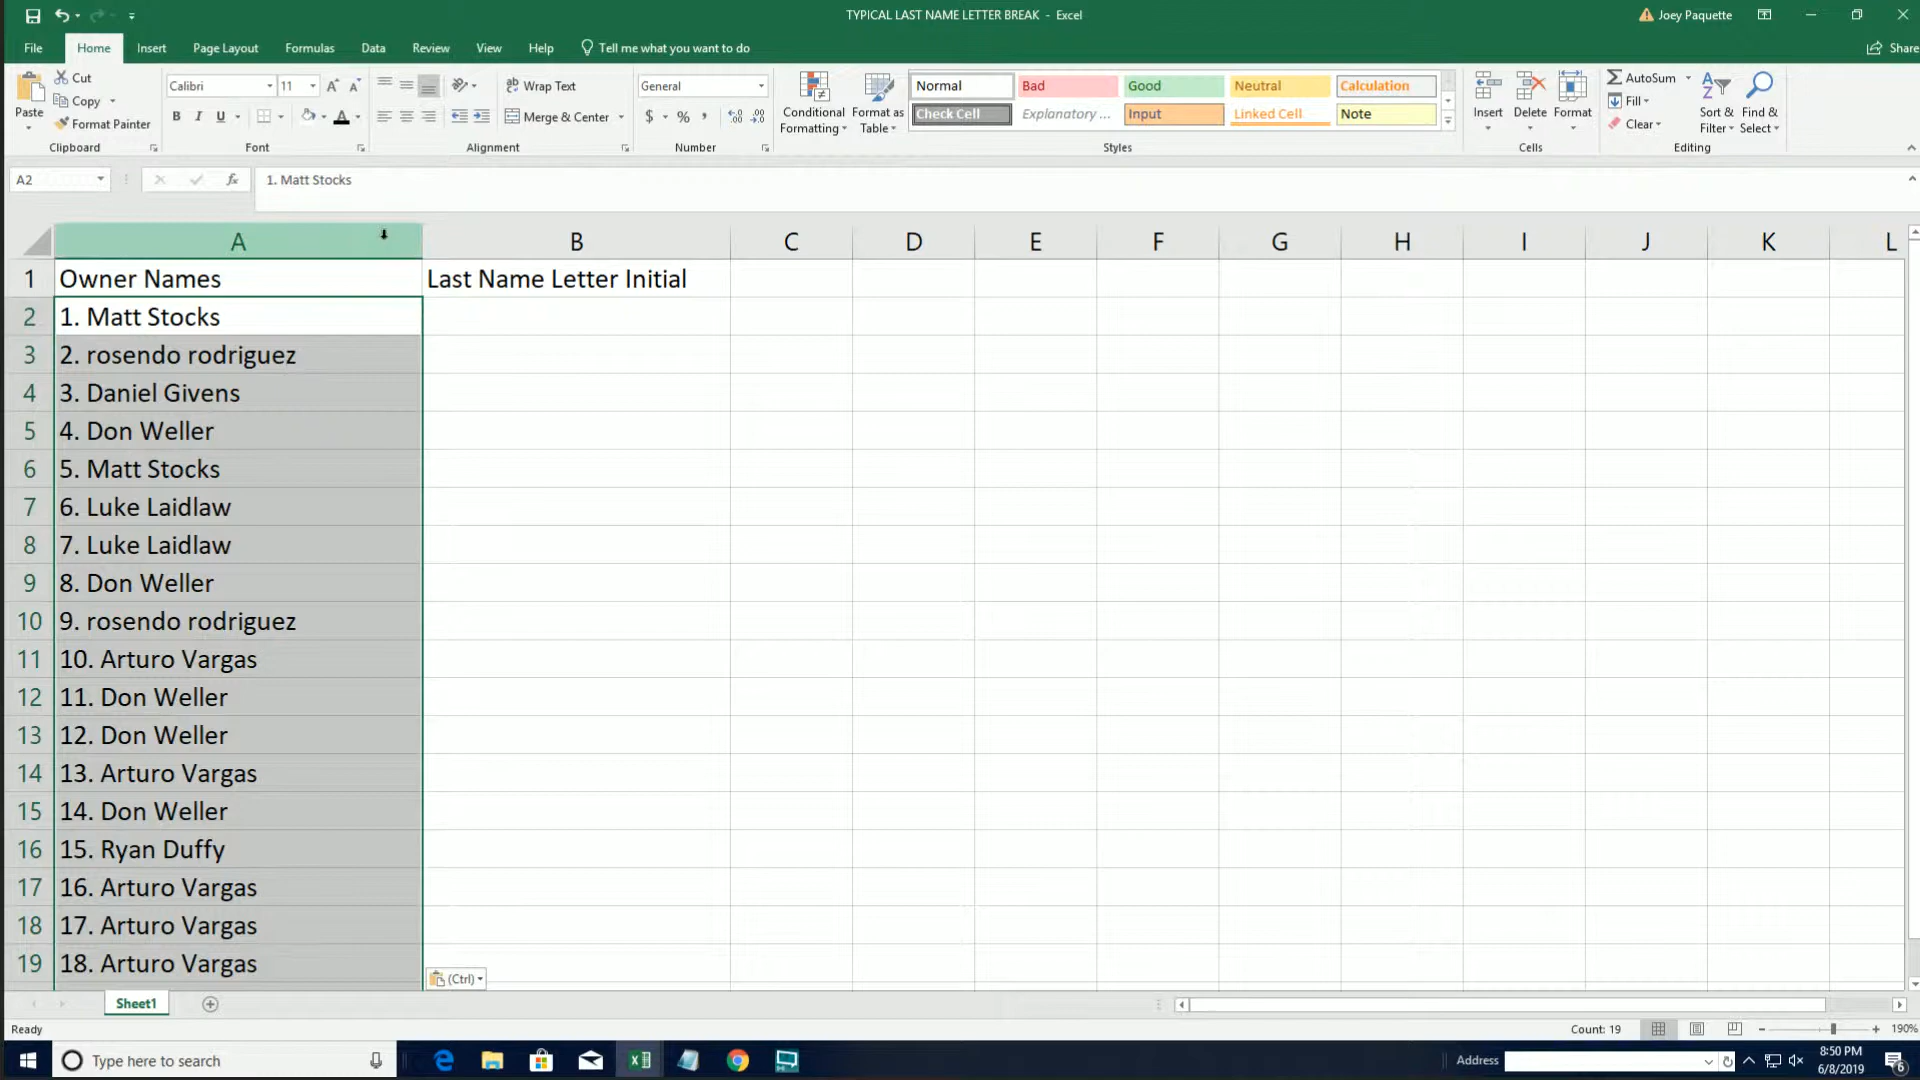 TYPICAL LAST NAME LETTER BREAK - Excel
Joey Paquette
File Home Insert Page Layout Formulas Data Review View Help Tell me what you want to do Share
Paste Cut Copy Format Painter
Clipboard
Calibri 11 A A
B I U A
Font
Wrap Text
Merge & Center
Alignment
General
$ % ,
Number
Conditional Formatting
Format as Table
Normal Bad Good Neutral Calculation
Check Cell Explanatory ... Input Linked Cell Note
Styles
Insert Delete Format
Cells
AutoSum
Fill
Clear
Sort & Filter
Find & Select
Editing
A2 fx 1. Matt Stocks
A B C D E F G H I J K L
1 Owner Names Last Name Letter Initial
2 1. Matt Stocks
3 2. rosendo rodriguez
4 3. Daniel Givens
5 4. Don Weller
6 5. Matt Stocks
7 6. Luke Laidlaw
8 7. Luke Laidlaw
9 8. Don Weller
10 9. rosendo rodriguez
11 10. Arturo Vargas
12 11. Don Weller
13 12. Don Weller
14 13. Arturo Vargas
15 14. Don Weller
16 15. Ryan Duffy
17 16. Arturo Vargas
18 17. Arturo Vargas
19 18. Arturo Vargas
(Ctrl)
Sheet1
Ready Count: 19 190%
Type here to search Address 8:50 PM
6/8/2019 6